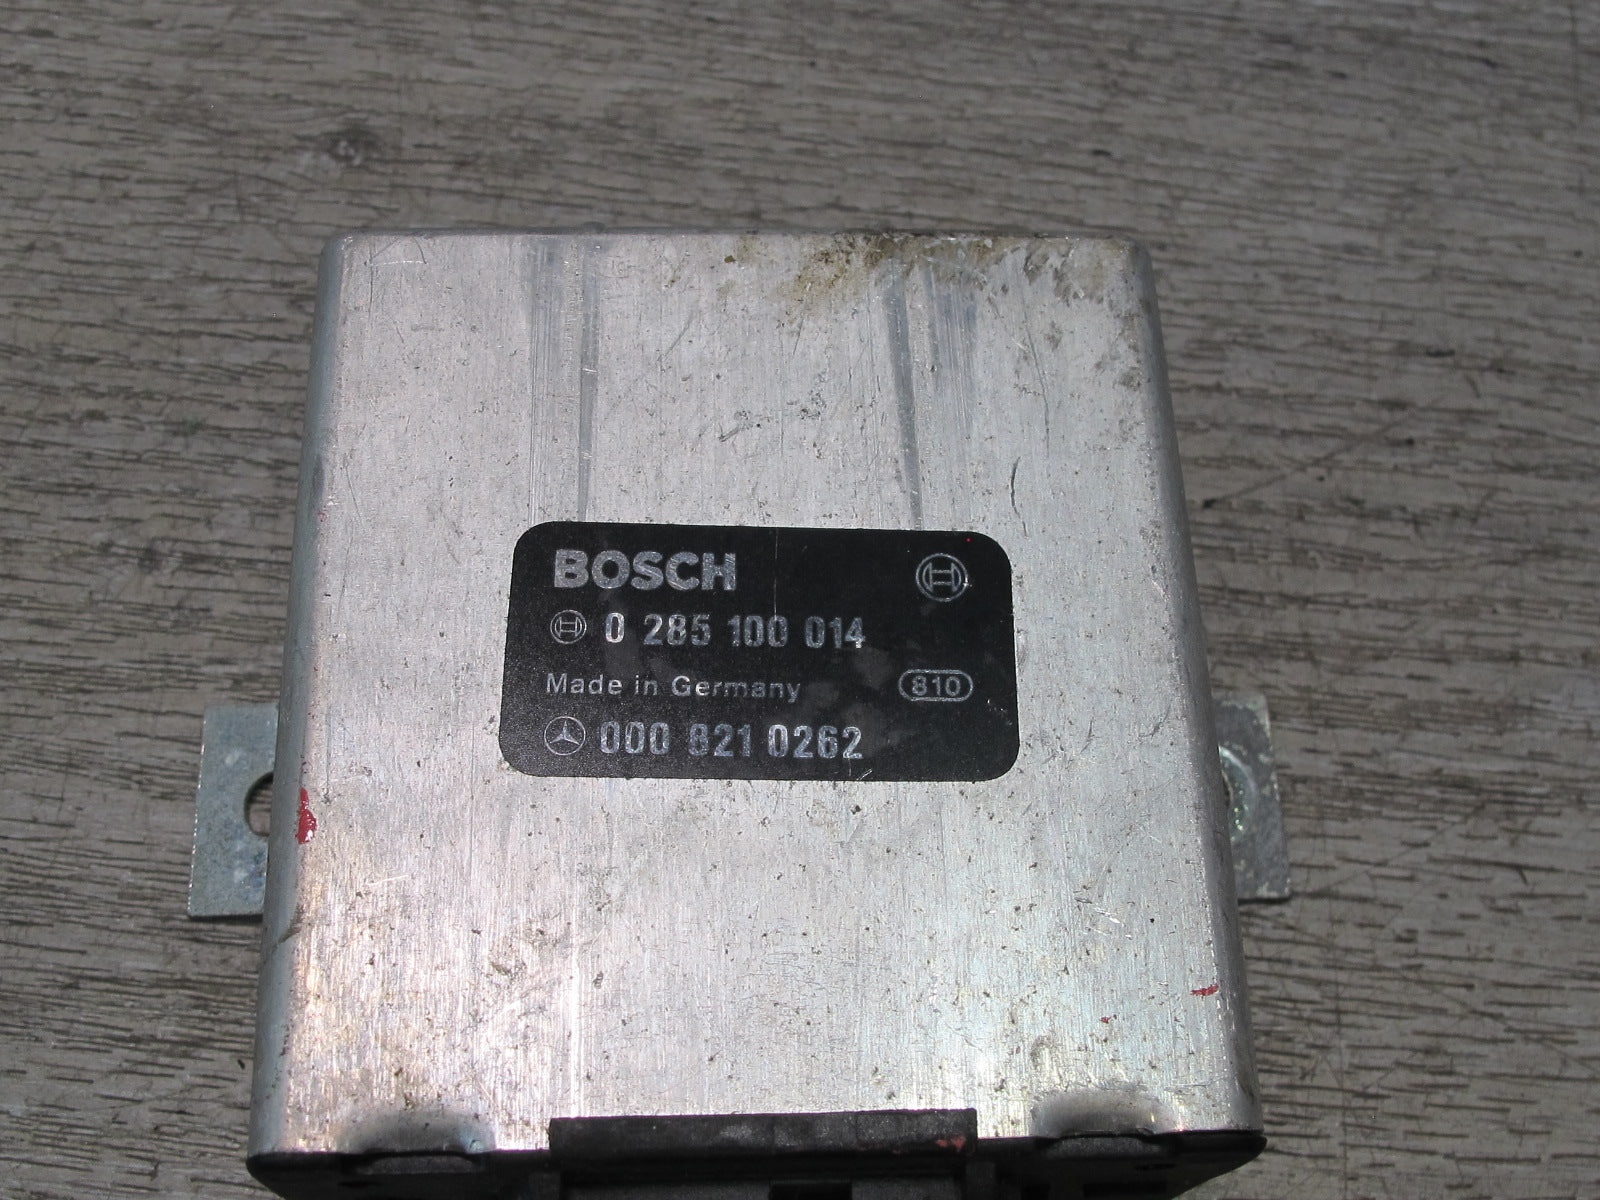 BOSCH
0 285 100 014
Made in Germany 810
000 821 0262